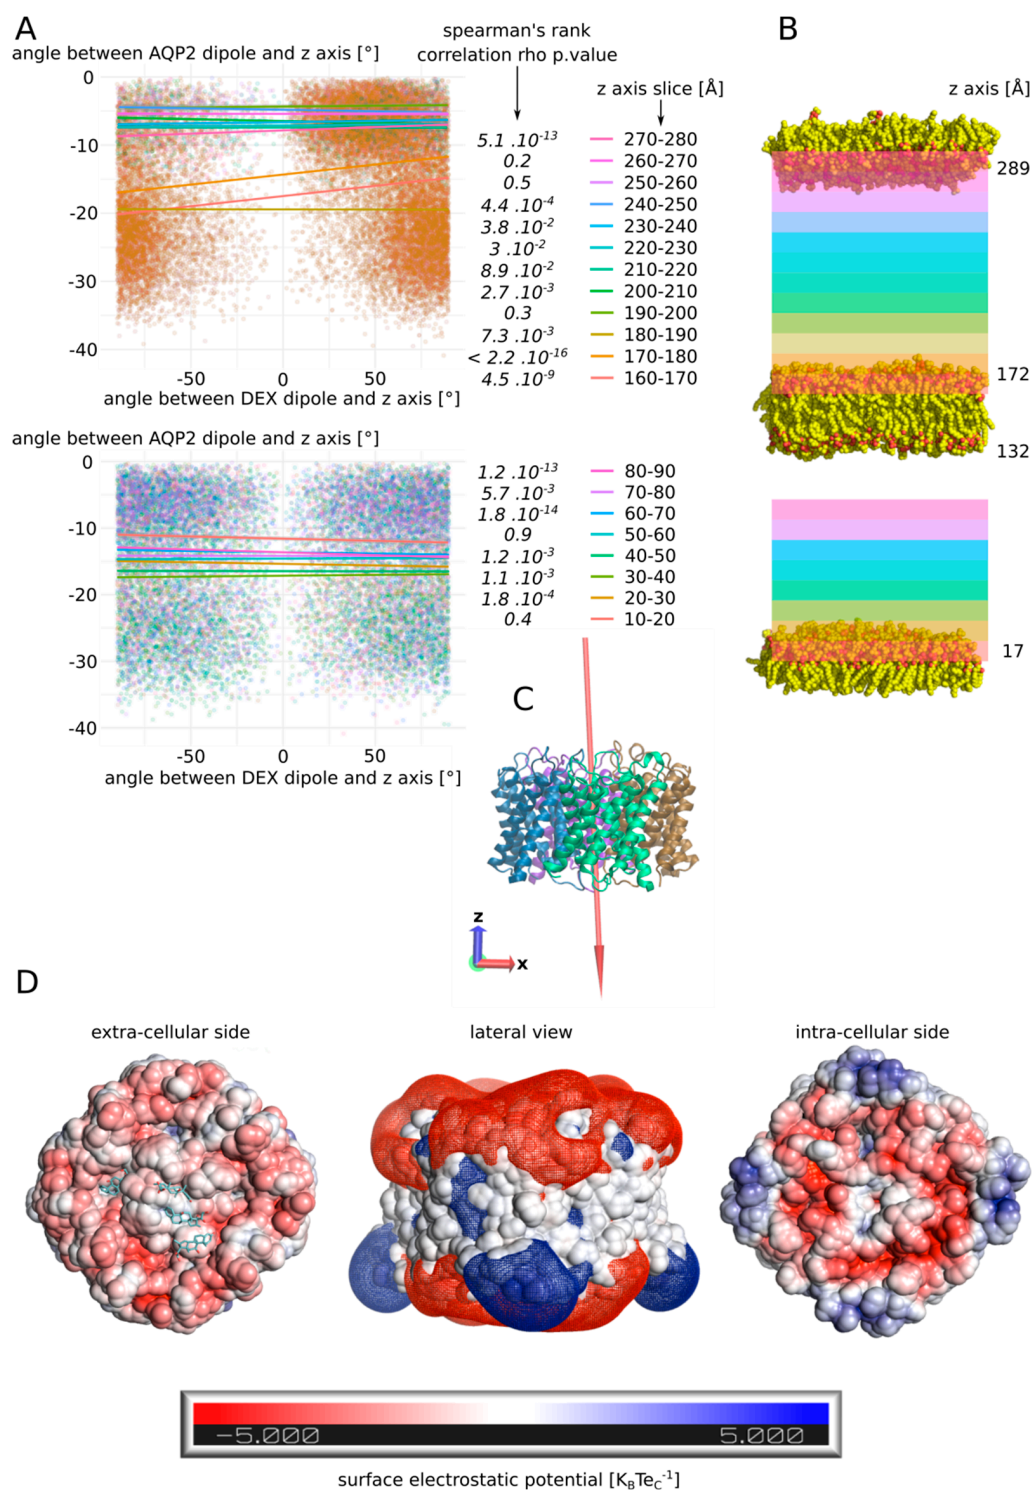 A
B
spearman's rank
correlation rho p.value
angle between AQP2 dipole and z axis [°]
z axis slice [Å]
z axis [Å]
0
-10
-20
-30
-40
-50
0
50
angle between DEX dipole and z axis [°]
5.1 .10-13 270-280
0.2 260-270
0.5 250-260
4.4 .10-4 240-250
3.8 .10-2 230-240
3 .10-2 220-230
8.9 .10-2 210-220
2.7 .10-3 200-210
0.3 190-200
7.3 .10-3 180-190
< 2.2 .10-16 170-180
4.5 .10-9 160-170
289
172
132
angle between AQP2 dipole and z axis [°]
0
-10
-20
-30
-40
-50
0
50
angle between DEX dipole and z axis [°]
1.2 .10-13 80-90
5.7 .10-3 70-80
1.8 .10-14 60-70
0.9 50-60
1.2 .10-3 40-50
1.1 .10-3 30-40
1.8 .10-4 20-30
0.4 10-20
17
C
z
x
D
extra-cellular side
lateral view
intra-cellular side
-5.000 5.000
surface electrostatic potential [KBTeC-1]